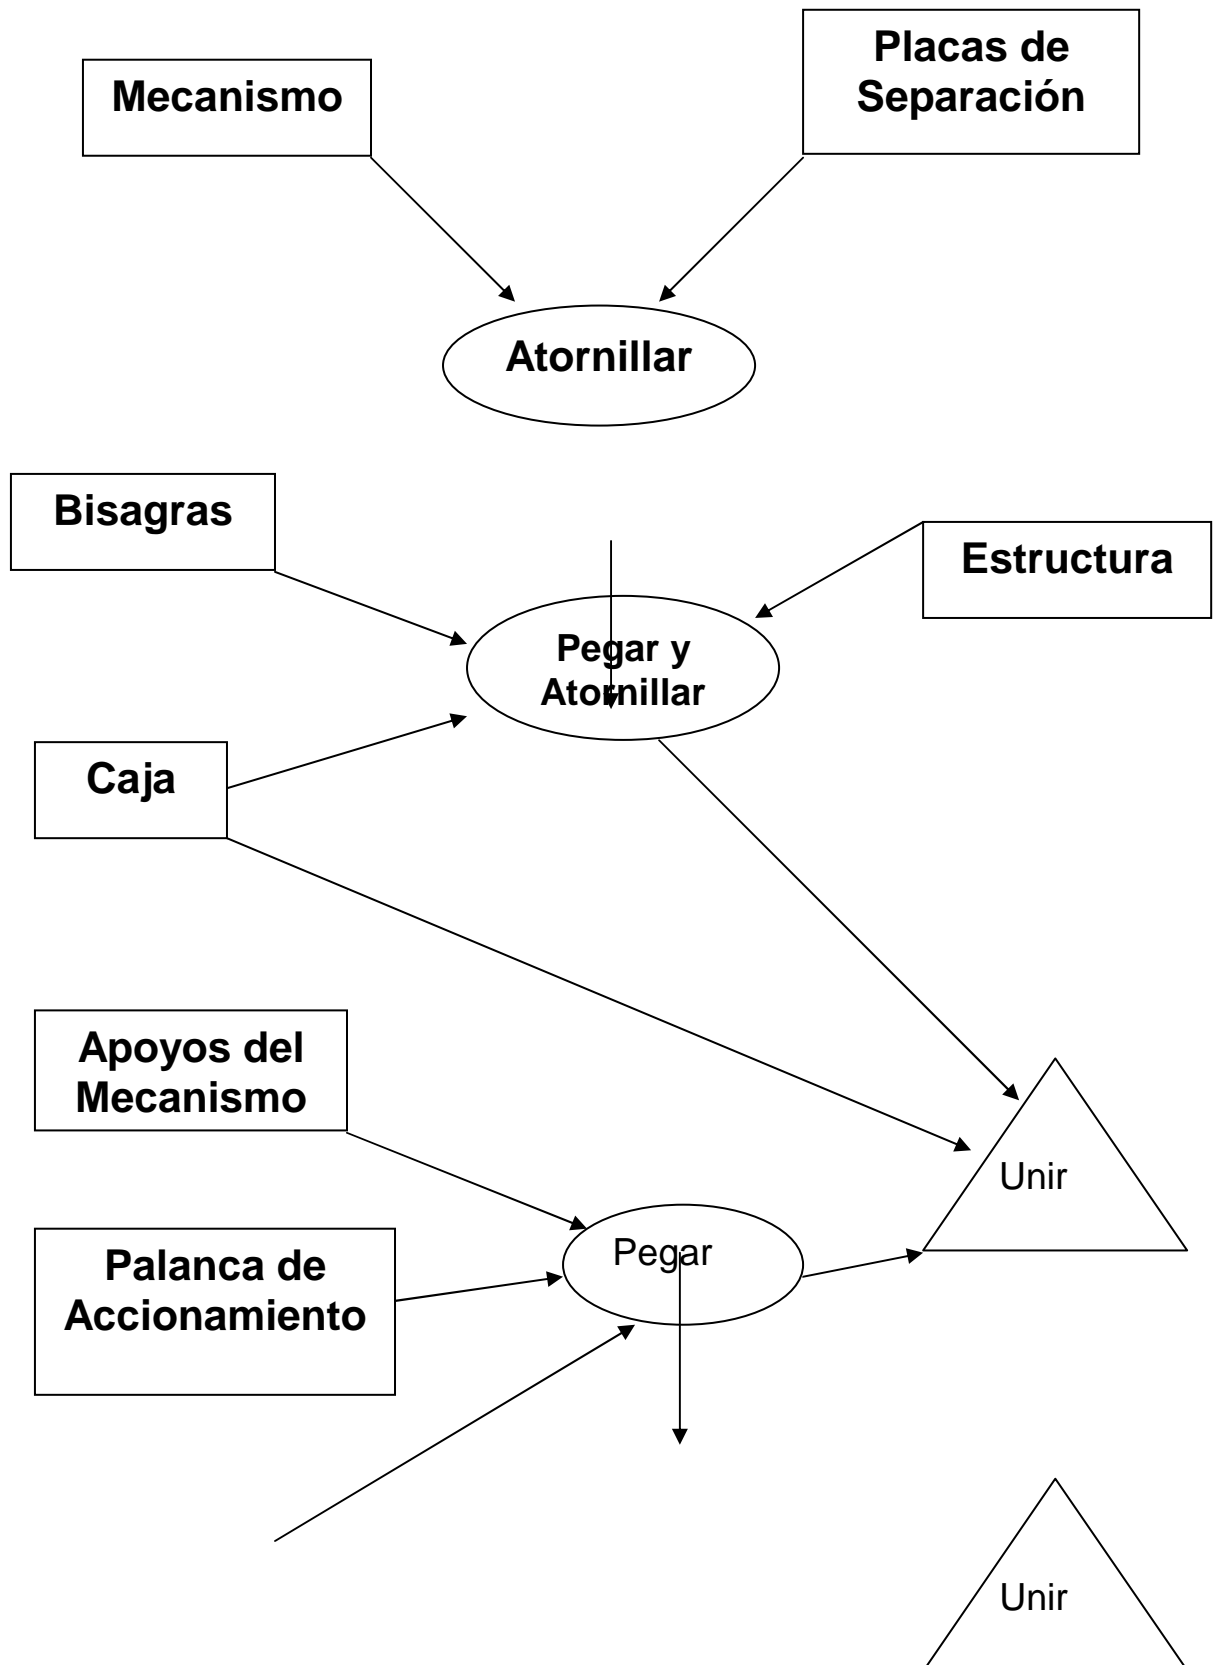 Placas de
Separación
Mecanismo
Atornillar
Bisagras
Estructura
Pegar y
Atornillar
Caja
Apoyos del
Mecanismo
Unir
Pegar
Palanca de
Accionamiento
Unir